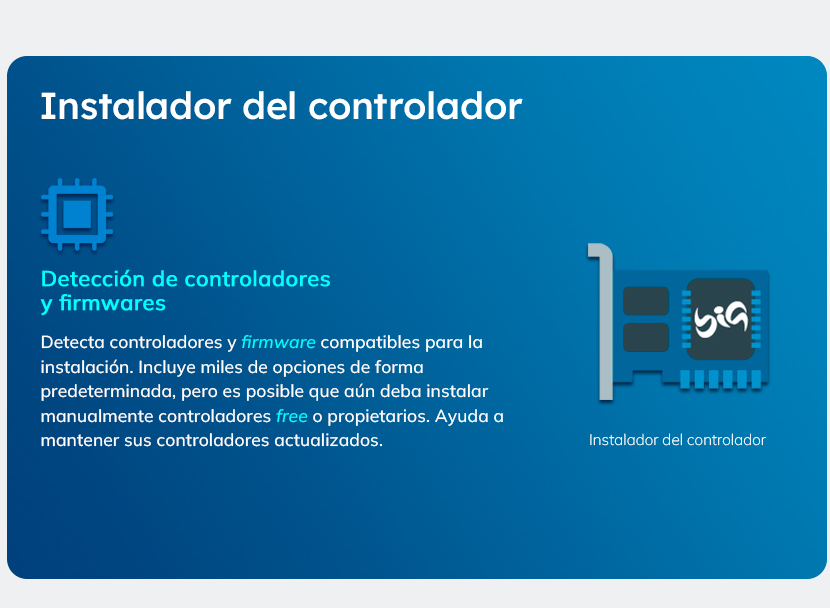 Instalador del controlador
Detección de controladores
y firmwares
Detecta controladores y firmware compatibles para la
instalación. Incluye miles de opciones de forma
predeterminada, pero es posible que aún deba instalar
manualmente controladores free o propietarios. Ayuda a
mantener sus controladores actualizados.
big
Instalador del controlador